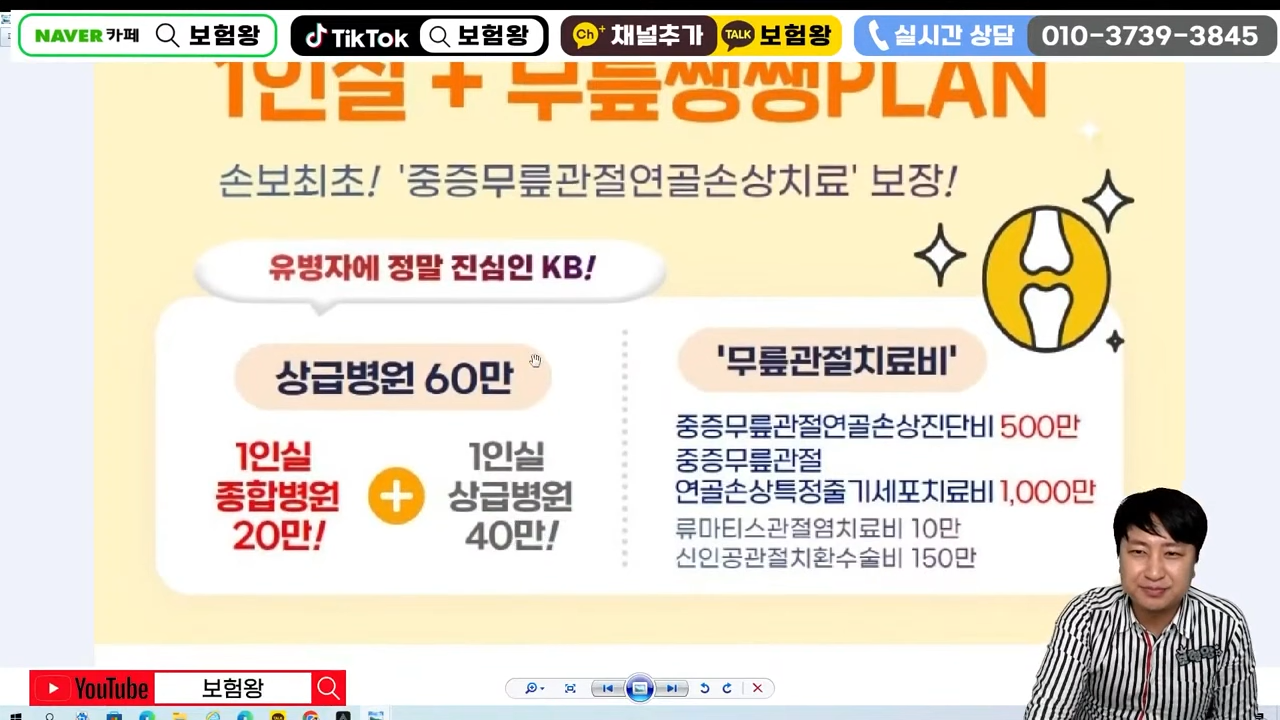 NAVER 카페 보험왕
TikTok 보험왕
Ch+ 채널추가 TALK 보험왕
실시간 상담 010-3739-3845
1인실 + 무릎쌩쌩PLAN
손보최초! '중증무릎관절연골손상치료' 보장!
유병자에 정말 진심인 KB!
상급병원 60만
1인실
종합병원
20만!
+
1인실
상급병원
40만!
'무릎관절치료비'
중증무릎관절연골손상진단비 500만
중증무릎관절
연골손상특정줄기세포치료비 1,000만
류마티스관절염치료비 10만
신인공관절치환수술비 150만
YouTube 보험왕